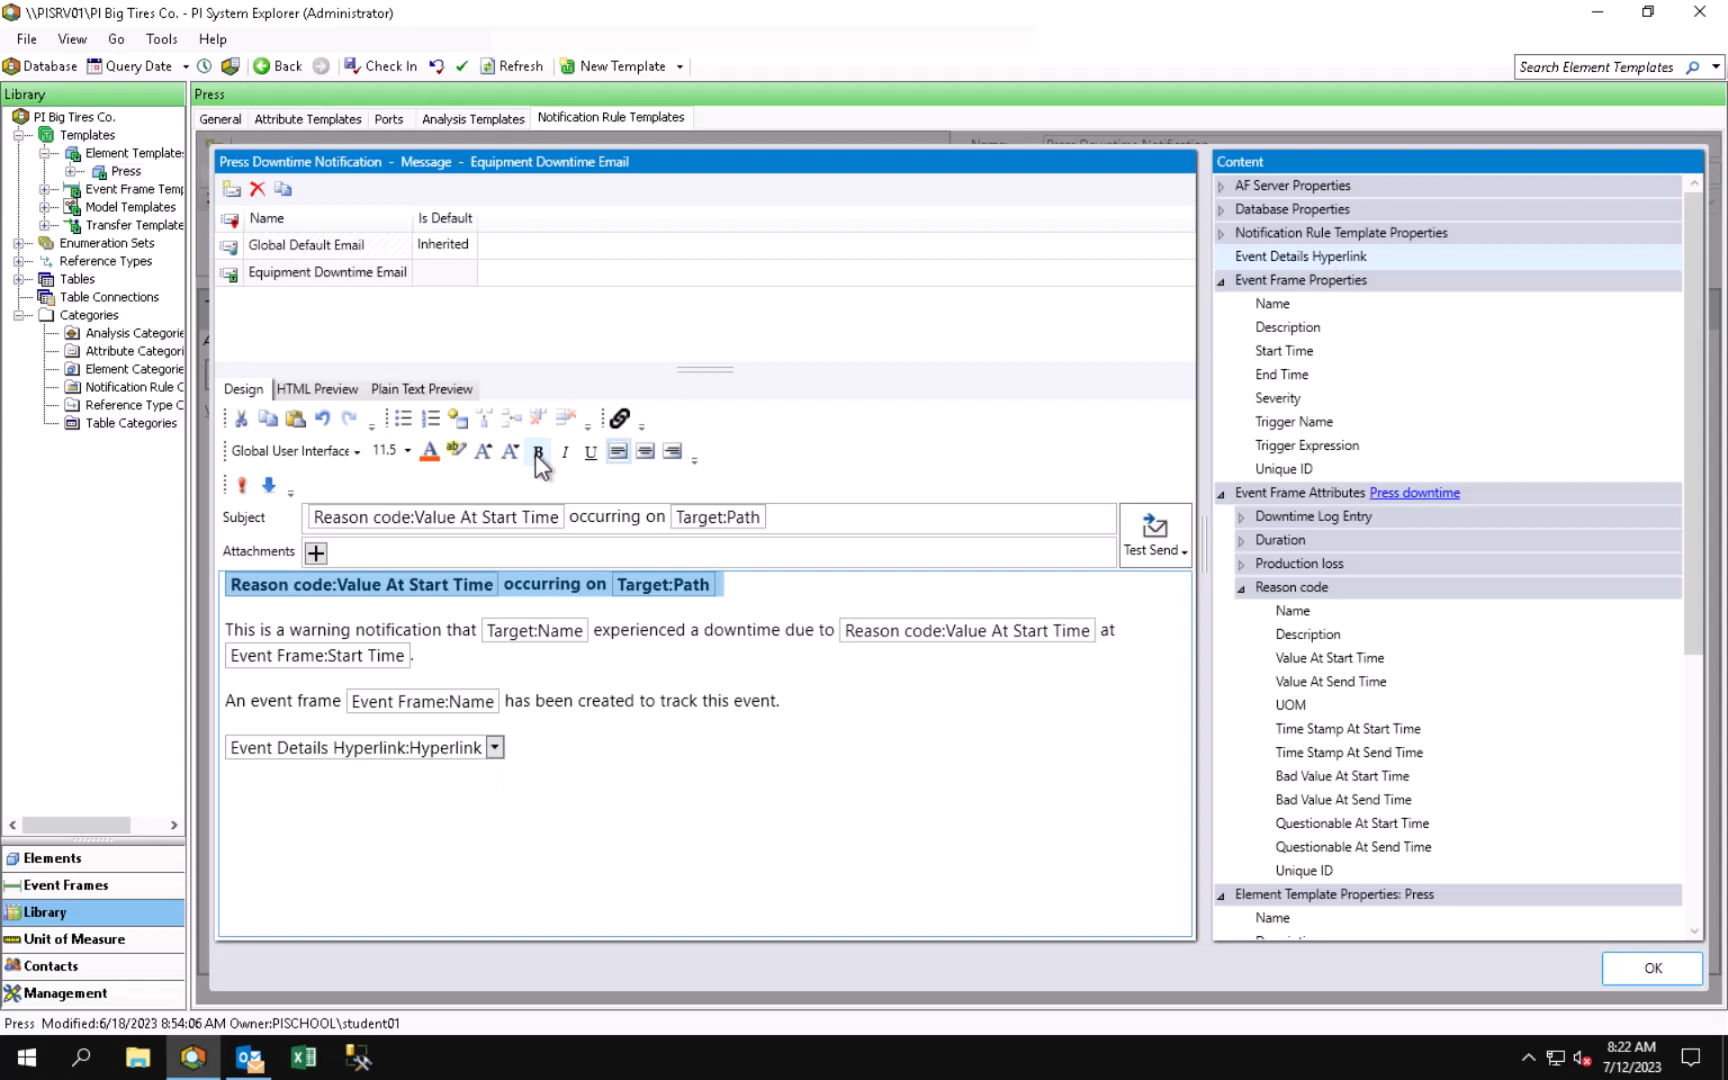 \\PISRV01\PI Big Tires Co. - PI System Explorer (Administrator)
File View Go Tools Help
Database Query Date Back Check In Refresh New Template Search Element Templates
Library
PI Big Tires Co.
Templates
Element Template:
Press
Event Frame Temp
Model Templates
Transfer Template
Enumeration Sets
Reference Types
Tables
Table Connections
Categories
Analysis Categorie
Attribute Categori
Element Categorie
Notification Rule C
Reference Type C
Table Categories
Elements
Event Frames
Library
Unit of Measure
Contacts
Management
Press
General Attribute Templates Ports Analysis Templates Notification Rule Templates
Press Downtime Notification - Message - Equipment Downtime Email
Name Is Default
Global Default Email Inherited
Equipment Downtime Email
Design HTML Preview Plain Text Preview
Global User Interface 11.5 A A A B I U
Subject Reason code:Value At Start Time occurring on Target:Path
Attachments
Test Send
Reason code:Value At Start Time occurring on Target:Path
This is a warning notification that Target:Name experienced a downtime due to Reason code:Value At Start Time at
Event Frame:Start Time .
An event frame Event Frame:Name has been created to track this event.
Event Details Hyperlink:Hyperlink
Content
AF Server Properties
Database Properties
Notification Rule Template Properties
Event Details Hyperlink
Event Frame Properties
Name
Description
Start Time
End Time
Severity
Trigger Name
Trigger Expression
Unique ID
Event Frame Attributes Press downtime
Downtime Log Entry
Duration
Production loss
Reason code
Name
Description
Value At Start Time
Value At Send Time
UOM
Time Stamp At Start Time
Time Stamp At Send Time
Bad Value At Start Time
Bad Value At Send Time
Questionable At Start Time
Questionable At Send Time
Unique ID
Element Template Properties: Press
Name
OK
Press Modified:6/18/2023 8:54:06 AM Owner:PISCHOOL\student01
8:22 AM
7/12/2023